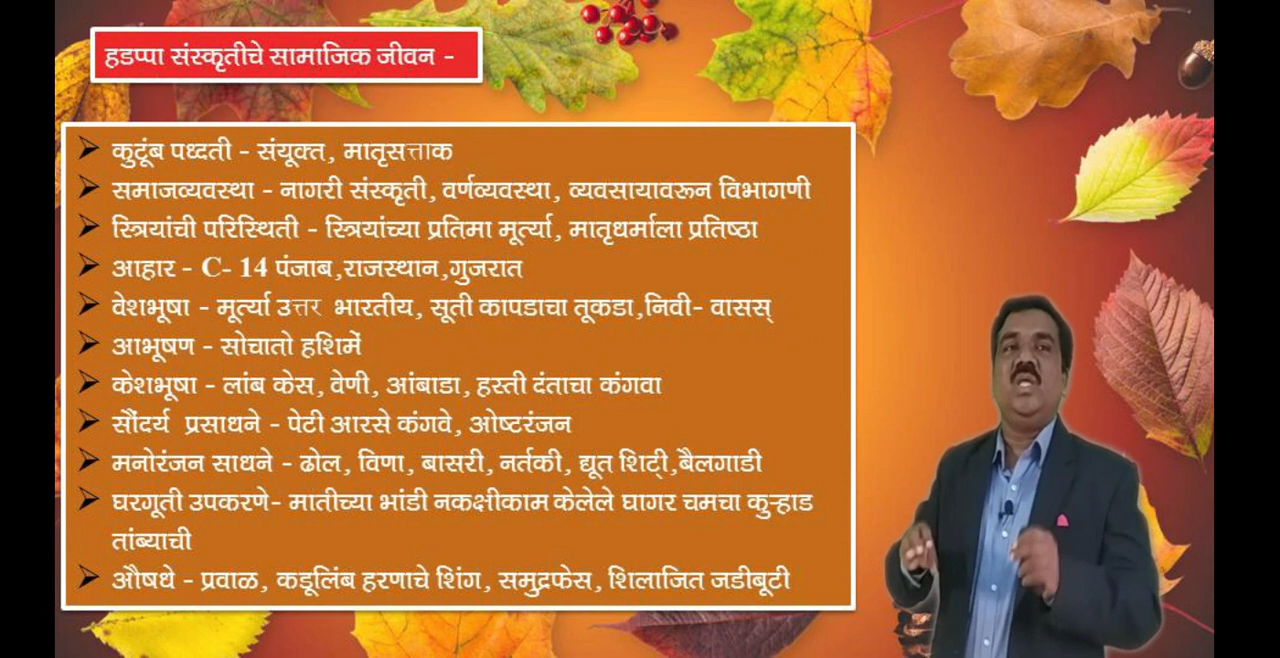 हडप्पा संस्कृतीचे सामाजिक जीवन -
कुटूंब पध्दती - संयूक्त, मातृसत्ताक
समाजव्यवस्था - नागरी संस्कृती, वर्णव्यवस्था, व्यवसायावरून विभागणी
स्त्रियांची परिस्थिती - स्त्रियांच्या प्रतिमा मूर्त्या, मातृधर्माला प्रतिष्ठा
आहार - C- 14 पंजाब,राजस्थान,गुजरात
वेशभूषा - मूर्त्या उत्तर भारतीय, सूती कापडाचा तूकडा,निवी- वासस्
आभूषण - सोचातो हशिमें
केशभूषा - लांब केस, वेणी, आंबाडा, हस्ती दंताचा कंगवा
सौंदर्य प्रसाधने - पेटी आरसे कंगवे, ओष्टरंजन
मनोरंजन साधने - ढोल, विणा, बासरी, नर्तकी, द्यूत शिट्टी,बैलगाडी
घरगूती उपकरणे- मातीच्या भांडी नकक्षीकाम केलेले घागर चमचा कुऱ्हाड
तांब्याची
औषधे - प्रवाळ, कडूलिंब हरणाचे शिंग, समुद्रफेस, शिलाजित जडीबूटी